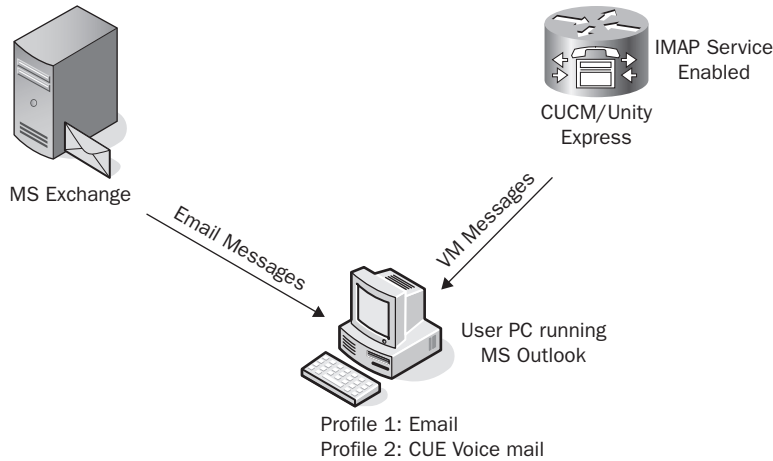 MS Exchange
IMAP Service
Enabled
CUCM/Unity
Express
Email Messages
VM Messages
User PC running
MS Outlook
Profile 1: Email
Profile 2: CUE Voice mail